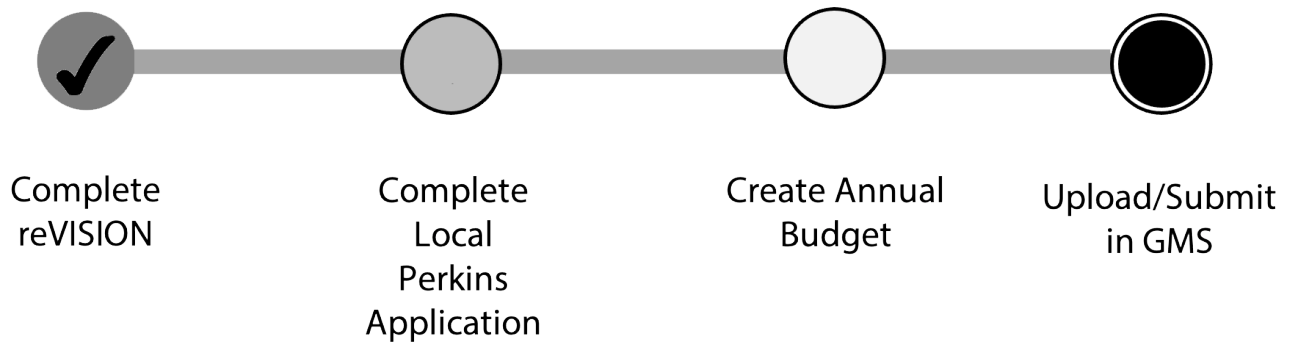 Complete
reVISION
Complete
Local
Perkins
Application
Create Annual
Budget
Upload/Submit
in GMS